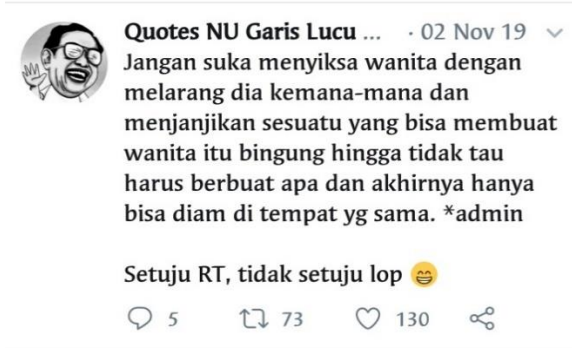 Quotes NU Garis Lucu ... · 02 Nov 19
Jangan suka menyiksa wanita dengan
melarang dia kemana-mana dan
menjanjikan sesuatu yang bisa membuat
wanita itu bingung hingga tidak tau
harus berbuat apa dan akhirnya hanya
bisa diam di tempat yg sama. *admin
Setuju RT, tidak setuju lop 😁
5 73 130